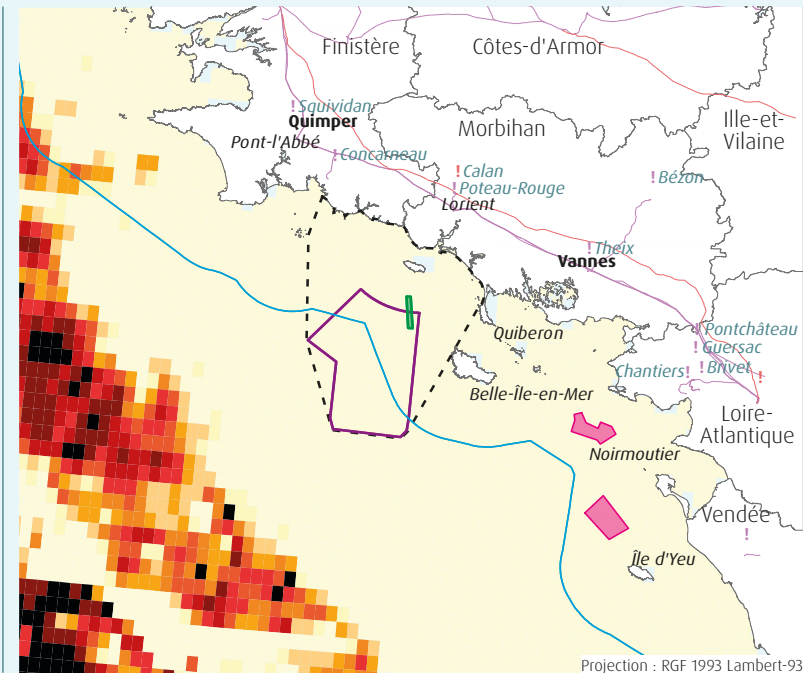 Finistère
Côtes-d'Armor
Squividan
Quimper
Morbihan
Ille-et-
Vilaine
Pont-l'Abbé
Concarneau
Calan
Poteau-Rouge
Bézon
Lorient
Theix
Vannes
Quiberon
Pontchâteau
Guersac
Chantiers
Brivet
Belle-Île-en-Mer
Loire-
Atlantique
Noirmoutier
Vendée
Île d'Yeu
Projection : RGF 1993 Lambert-93